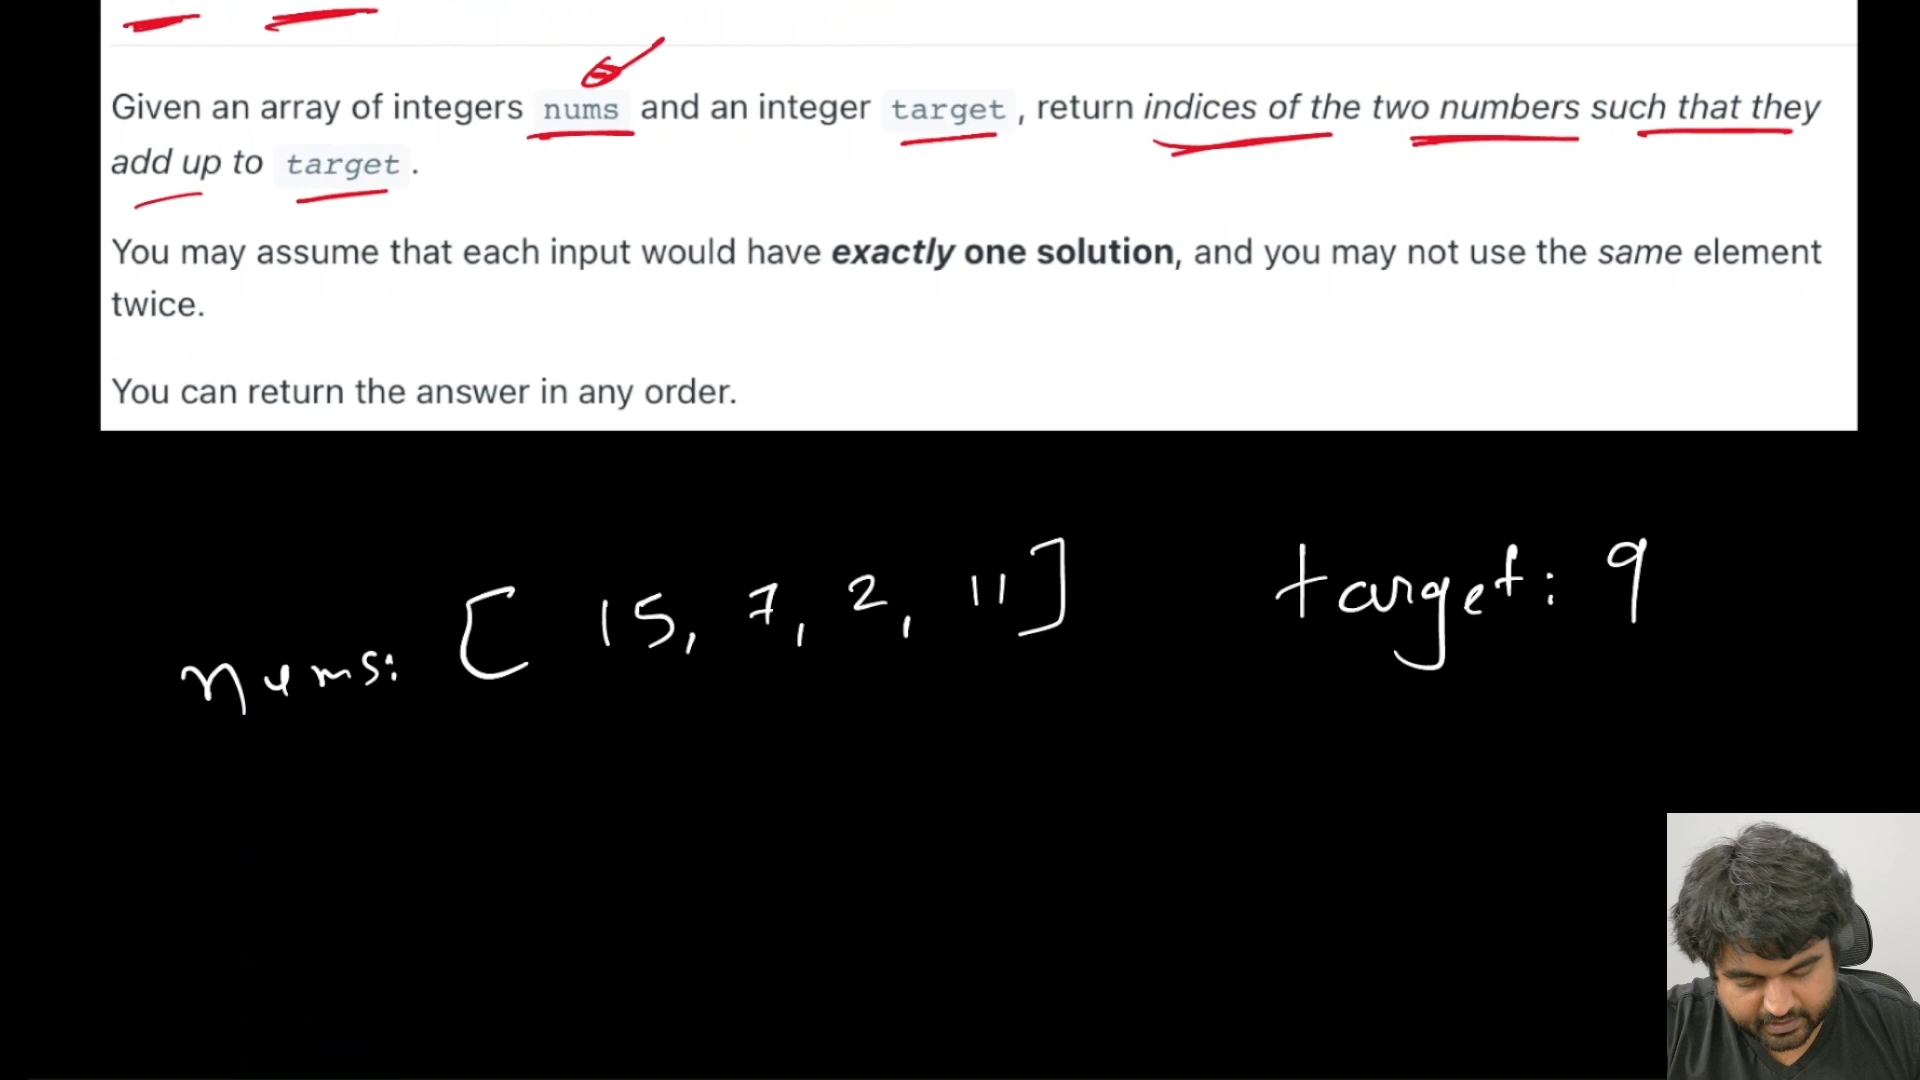 Given an array of integers nums and an integer target, return indices of the two numbers such that they
add up to target.
You may assume that each input would have exactly one solution, and you may not use the same element
twice.
You can return the answer in any order.
nums: [ 15, 7, 2, 11 ] target: 9